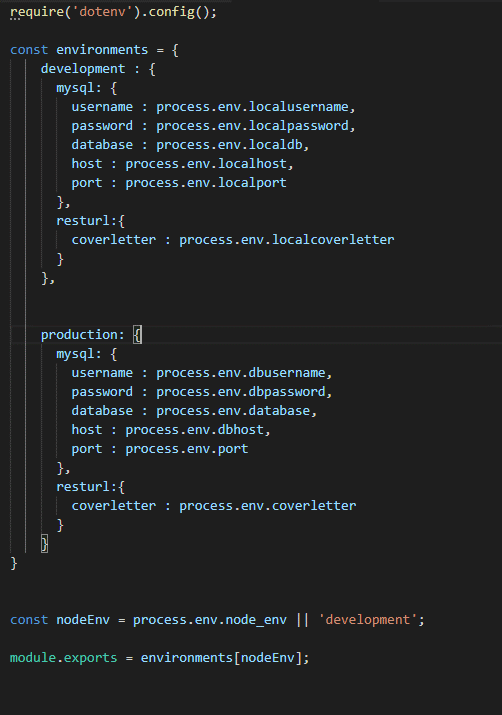 require('dotenv').config();
const environments = {
development : {
mysql: {
username : process.env.localusername,
password : process.env.localpassword,
database : process.env.localdb,
host : process.env.localhost,
port : process.env.localport
},
resturl:{
coverletter : process.env.localcoverletter
}
},
production: {
mysql: {
username : process.env.dbusername,
password : process.env.dbpassword,
database : process.env.database,
host : process.env.dbhost,
port : process.env.port
},
resturl:{
coverletter : process.env.coverletter
}
}
}
const nodeEnv = process.env.node_env || 'development';
module.exports = environments[nodeEnv];